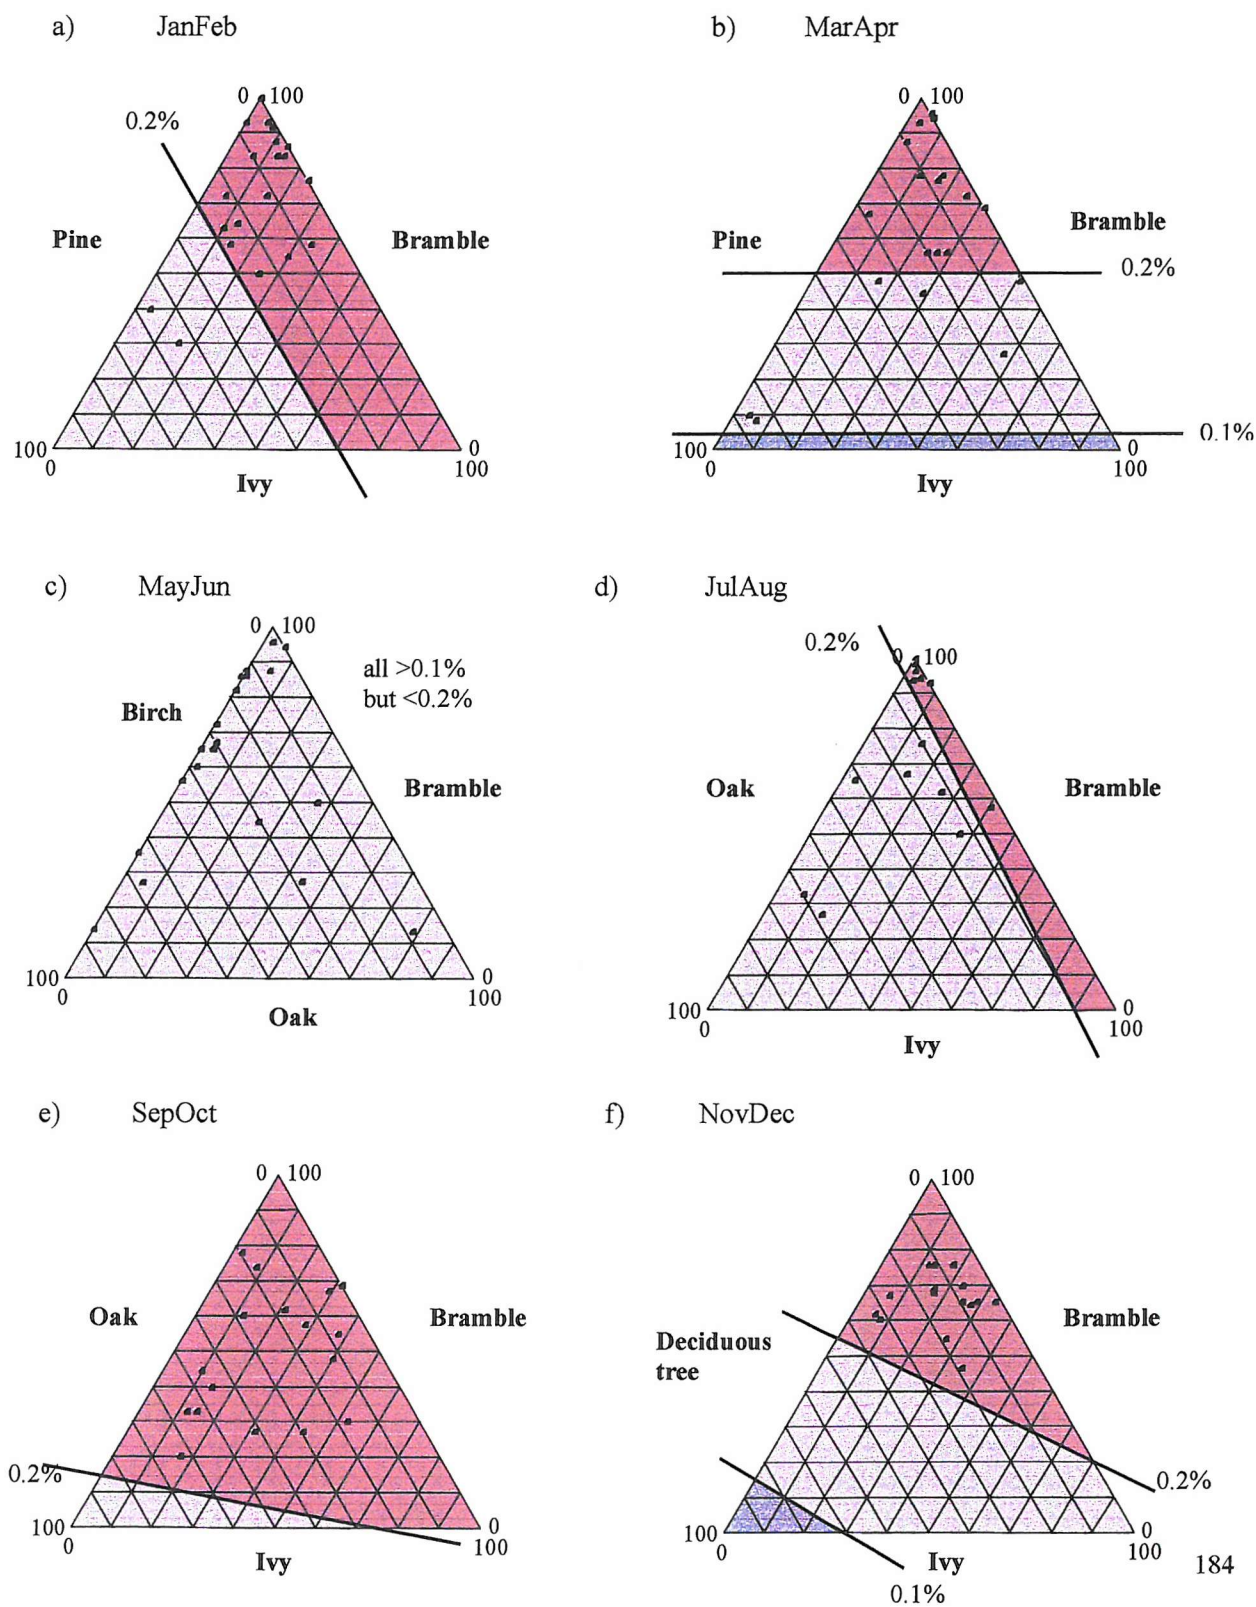 a) JanFeb
0 100
0.2%
Pine
Bramble
100 0
0 100
Ivy
b) MarApr
0 100
Bramble
Pine
0.2%
0.1%
100 0
0 100
Ivy
c) MayJun
0 100
all >0.1%
but <0.2%
Birch
Bramble
100 0
0 100
Oak
d) JulAug
0.2%
0 100
Oak
Bramble
100 0
0 100
Ivy
e) SepOct
0 100
Oak
Bramble
0.2%
100 0
0 100
Ivy
f) NovDec
0 100
Bramble
Deciduous
tree
0.2%
100 0
0 100
Ivy
0.1%
184